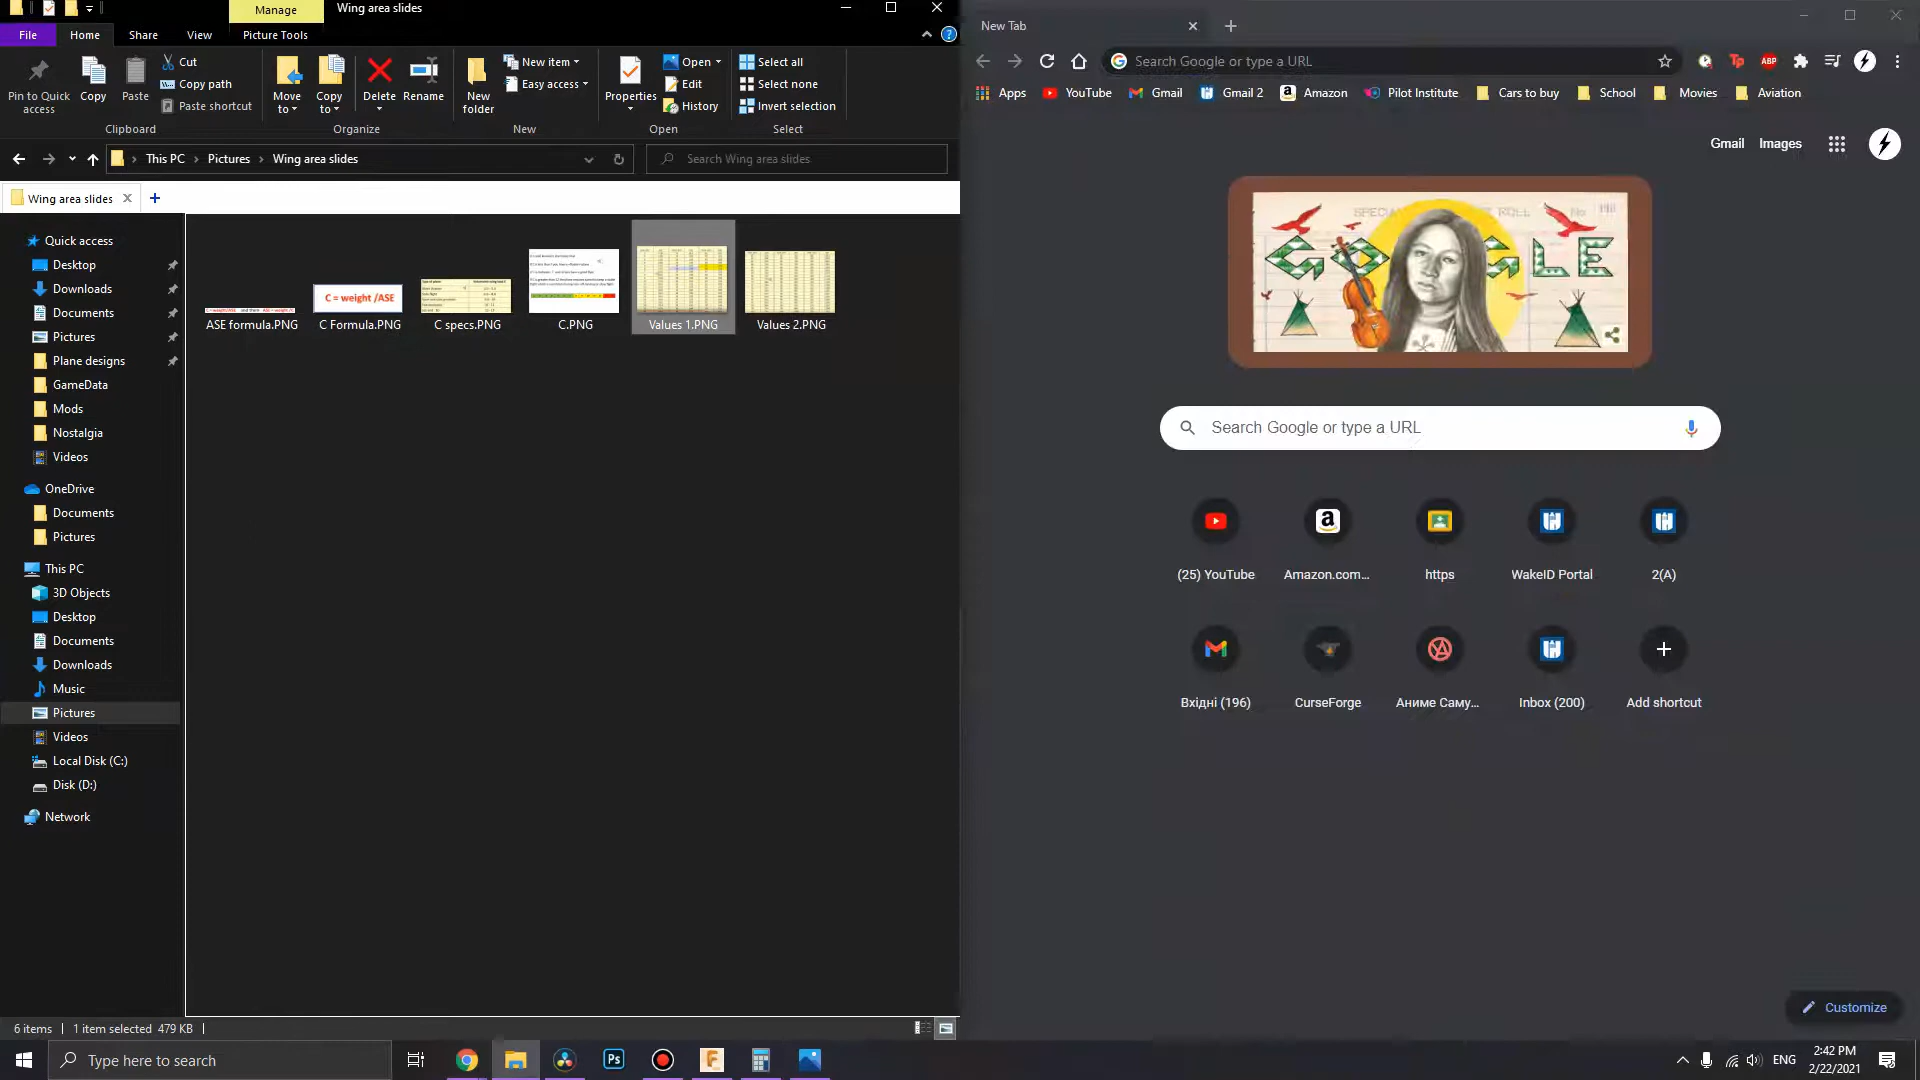 Manage
Wing area slides
File
Home
Share
View
Picture Tools
Pin to Quick access
Copy
Paste
Cut
Copy path
Paste shortcut
Clipboard
Move to
Copy to
Delete
Rename
Organize
New folder
New item
Easy access
New
Properties
Open
Edit
History
Open
Select all
Select none
Invert selection
Select
This PC
Pictures
Wing area slides
Search Wing area slides
Wing area slides
Quick access
Desktop
Downloads
Documents
Pictures
Plane designs
GameData
Mods
Nostalgia
Videos
OneDrive
Documents
Pictures
This PC
3D Objects
Desktop
Documents
Downloads
Music
Pictures
Videos
Local Disk (C:)
Disk (D:)
Network
C = weight /ASE
ASE formula.PNG
C Formula.PNG
C specs.PNG
C.PNG
Values 1.PNG
Values 2.PNG
6 items
1 item selected 479 KB
New Tab
Search Google or type a URL
Tp
ABP
Apps
YouTube
Gmail
Gmail 2
Amazon
Pilot Institute
Cars to buy
School
Movies
Aviation
Gmail
Images
GOOGLE
Search Google or type a URL
(25) YouTube
Amazon.com...
https
WakeID Portal
2(A)
Вхідні (196)
CurseForge
Аниме Саму...
Inbox (200)
Add shortcut
Customize
Type here to search
Ps
ENG
2:42 PM
2/22/2021